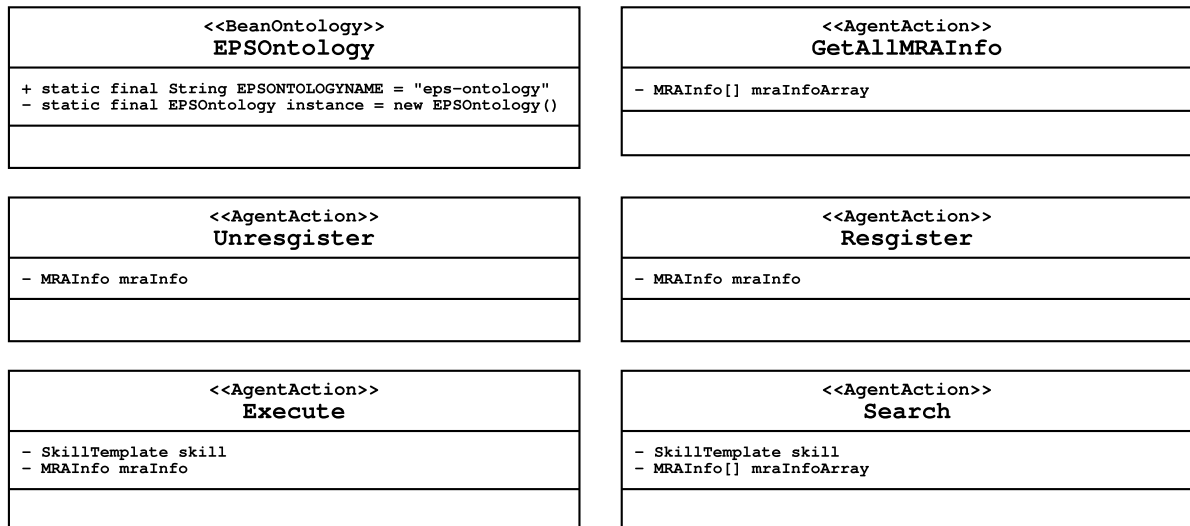 <<BeanOntology>>
EPSOntology
+ static final String EPSONTOLOGYNAME = "eps-ontology"
- static final EPSOntology instance = new EPSOntology()
<<AgentAction>>
GetAllMRAInfo
- MRAInfo[] mraInfoArray
<<AgentAction>>
Unresgister
- MRAInfo mraInfo
<<AgentAction>>
Resgister
- MRAInfo mraInfo
<<AgentAction>>
Execute
- SkillTemplate skill
- MRAInfo mraInfo
<<AgentAction>>
Search
- SkillTemplate skill
- MRAInfo[] mraInfoArray